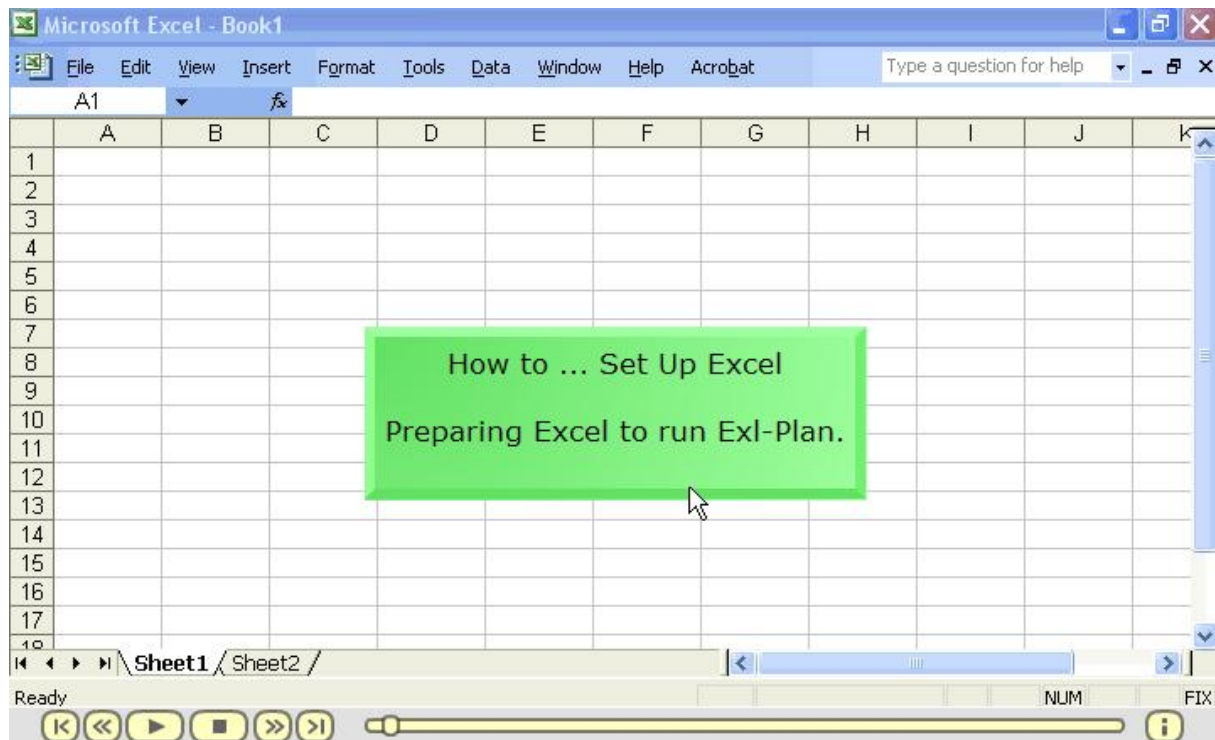 Microsoft Excel - Book1
File Edit View Insert Format Tools Data Window Help Acrobat Type a question for help
A1 fx
A B C D E F G H I J K
1
2
3
4
5
6
7
8
9
10
11
12
13
14
15
16
17
18
How to ... Set Up Excel
Preparing Excel to run Exl-Plan.
Sheet1 Sheet2
Ready NUM FIX
i